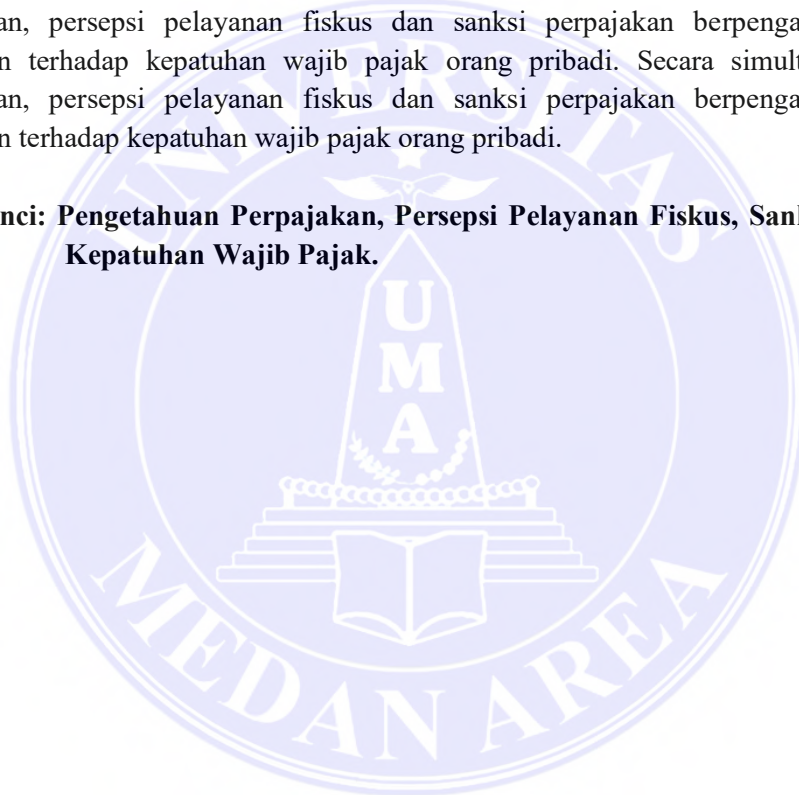 an, persepsi pelayanan fiskus dan sanksi perpajakan berpenga
n terhadap kepatuhan wajib pajak orang pribadi. Secara simult
an, persepsi pelayanan fiskus dan sanksi perpajakan berpenga
n terhadap kepatuhan wajib pajak orang pribadi.
nci: Pengetahuan Perpajakan, Persepsi Pelayanan Fiskus, San
Kepatuhan Wajib Pajak.
UNIVERSITAS
U
M
A
MEDAN AREA